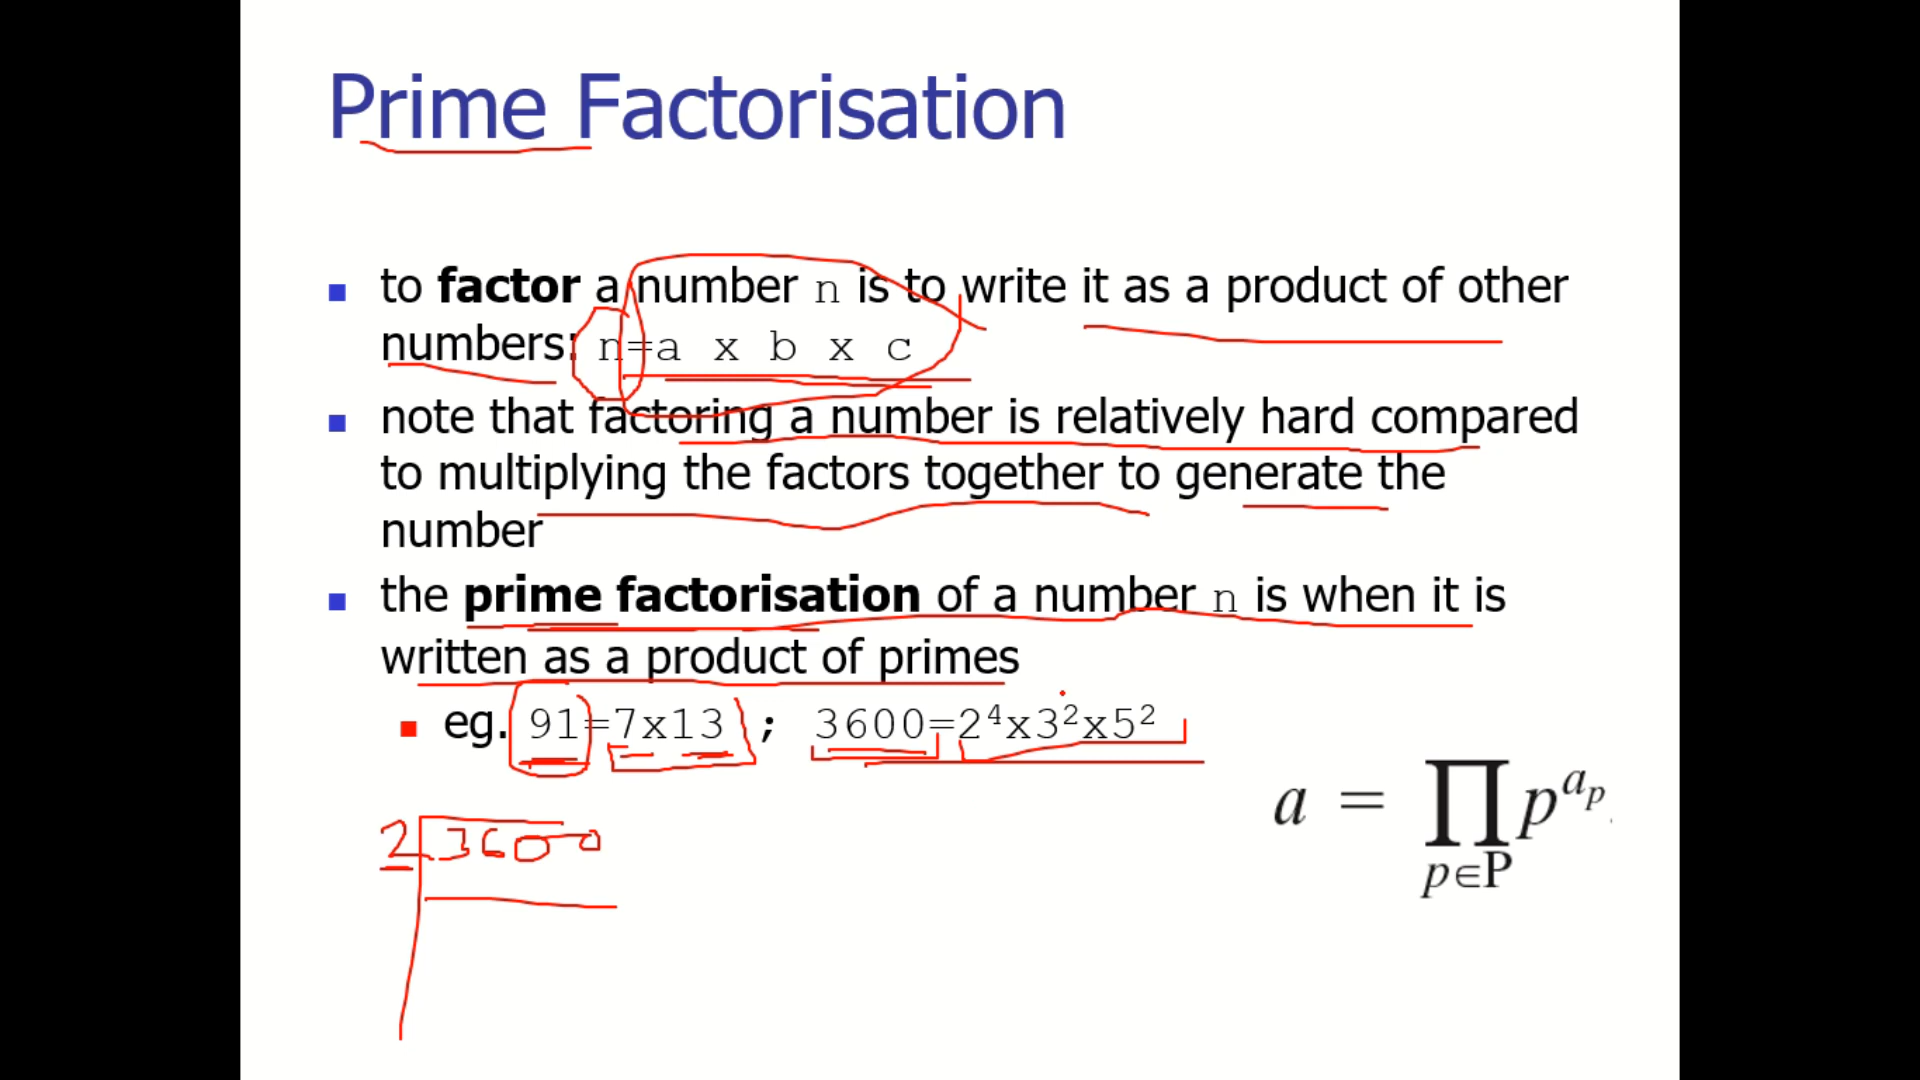 Prime Factorisation
to factor a number n is to write it as a product of other
numbers: n=a x b x c
note that factoring a number is relatively hard compared
to multiplying the factors together to generate the
number
the prime factorisation of a number n is when it is
written as a product of primes
eg. 91=7x13 ; 3600=2⁴x3²x5²
a = ∏ p^{a_p}
p∈P
2 3600